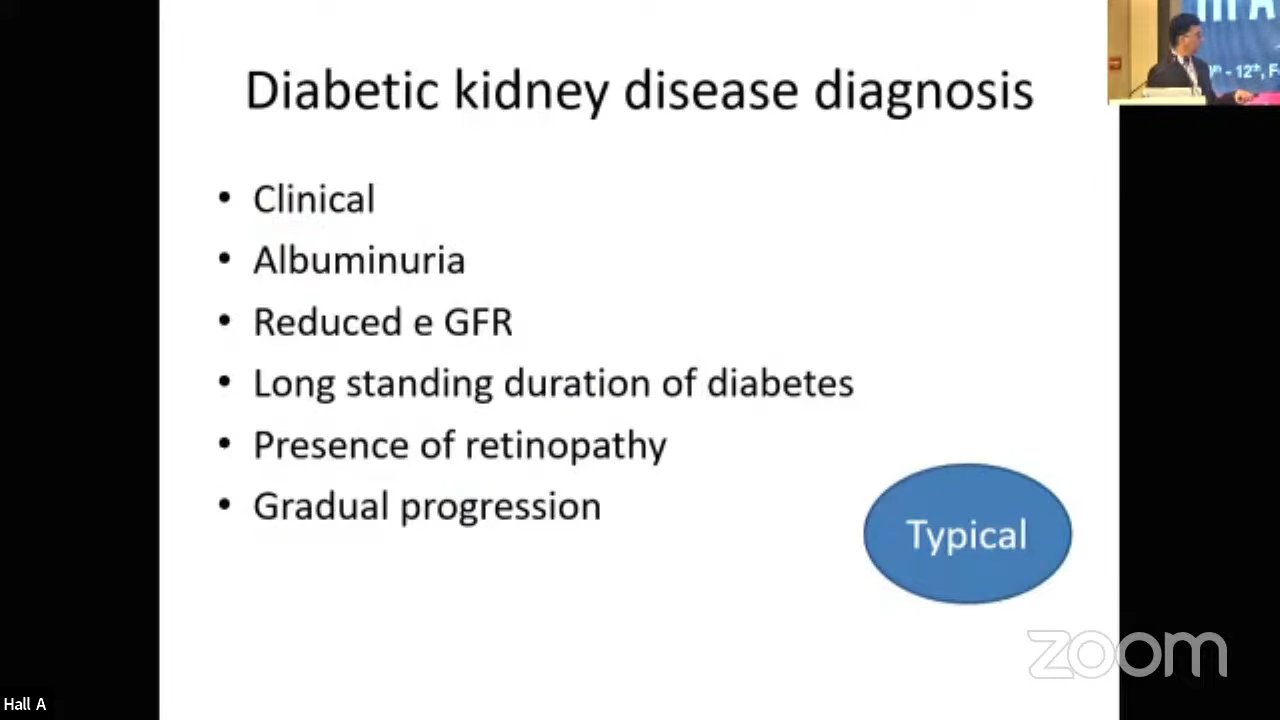 Diabetic kidney disease diagnosis
• Clinical
• Albuminuria
• Reduced e GFR
• Long standing duration of diabetes
• Presence of retinopathy
• Gradual progression
Typical
zoom
Hall A